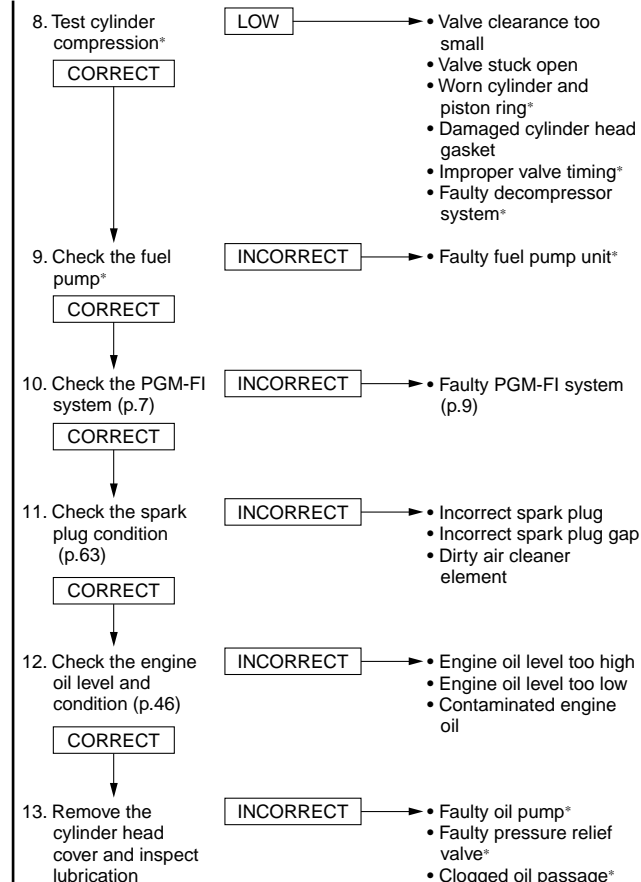 8. Test cylinder
compression*
LOW
• Valve clearance too
small
• Valve stuck open
• Worn cylinder and
piston ring*
• Damaged cylinder head
gasket
• Improper valve timing*
• Faulty decompressor
system*
CORRECT
9. Check the fuel
pump*
INCORRECT
• Faulty fuel pump unit*
CORRECT
10. Check the PGM-FI
system (p.7)
INCORRECT
• Faulty PGM-FI system
(p.9)
CORRECT
11. Check the spark
plug condition
(p.63)
INCORRECT
• Incorrect spark plug
• Incorrect spark plug gap
• Dirty air cleaner
element
CORRECT
12. Check the engine
oil level and
condition (p.46)
INCORRECT
• Engine oil level too high
• Engine oil level too low
• Contaminated engine
oil
CORRECT
13. Remove the
cylinder head
cover and inspect
lubrication
INCORRECT
• Faulty oil pump*
• Faulty pressure relief
valve*
• Clogged oil passage*